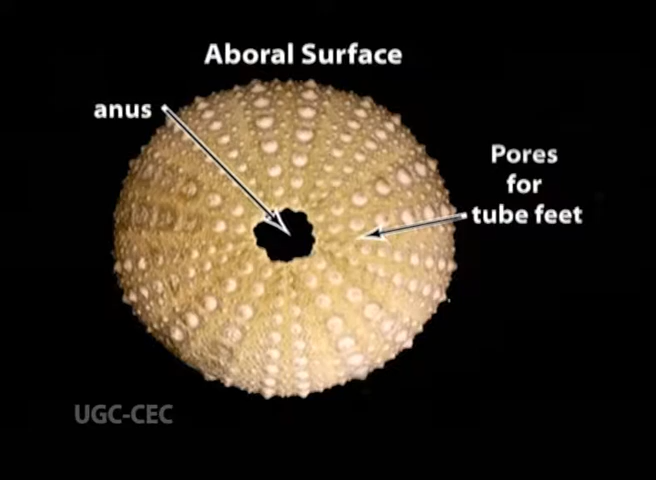 Aboral Surface
anus
Pores
for
tube feet
UGC-CEC